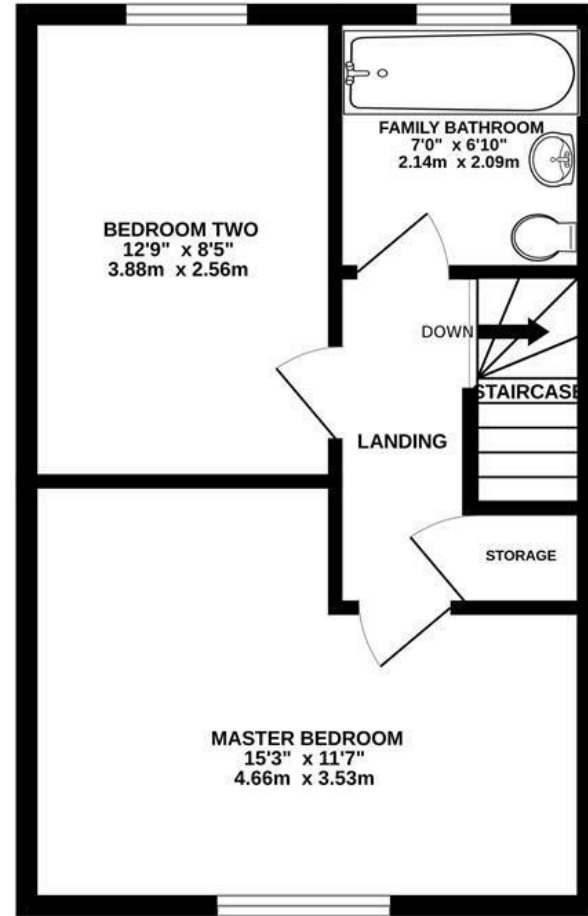 FAMILY BATHROOM
7'0" x 6'10"
2.14m x 2.09m
BEDROOM TWO
12'9" x 8'5"
3.88m x 2.56m
DOWN
STAIRCASE
LANDING
STORAGE
MASTER BEDROOM
15'3" x 11'7"
4.66m x 3.53m